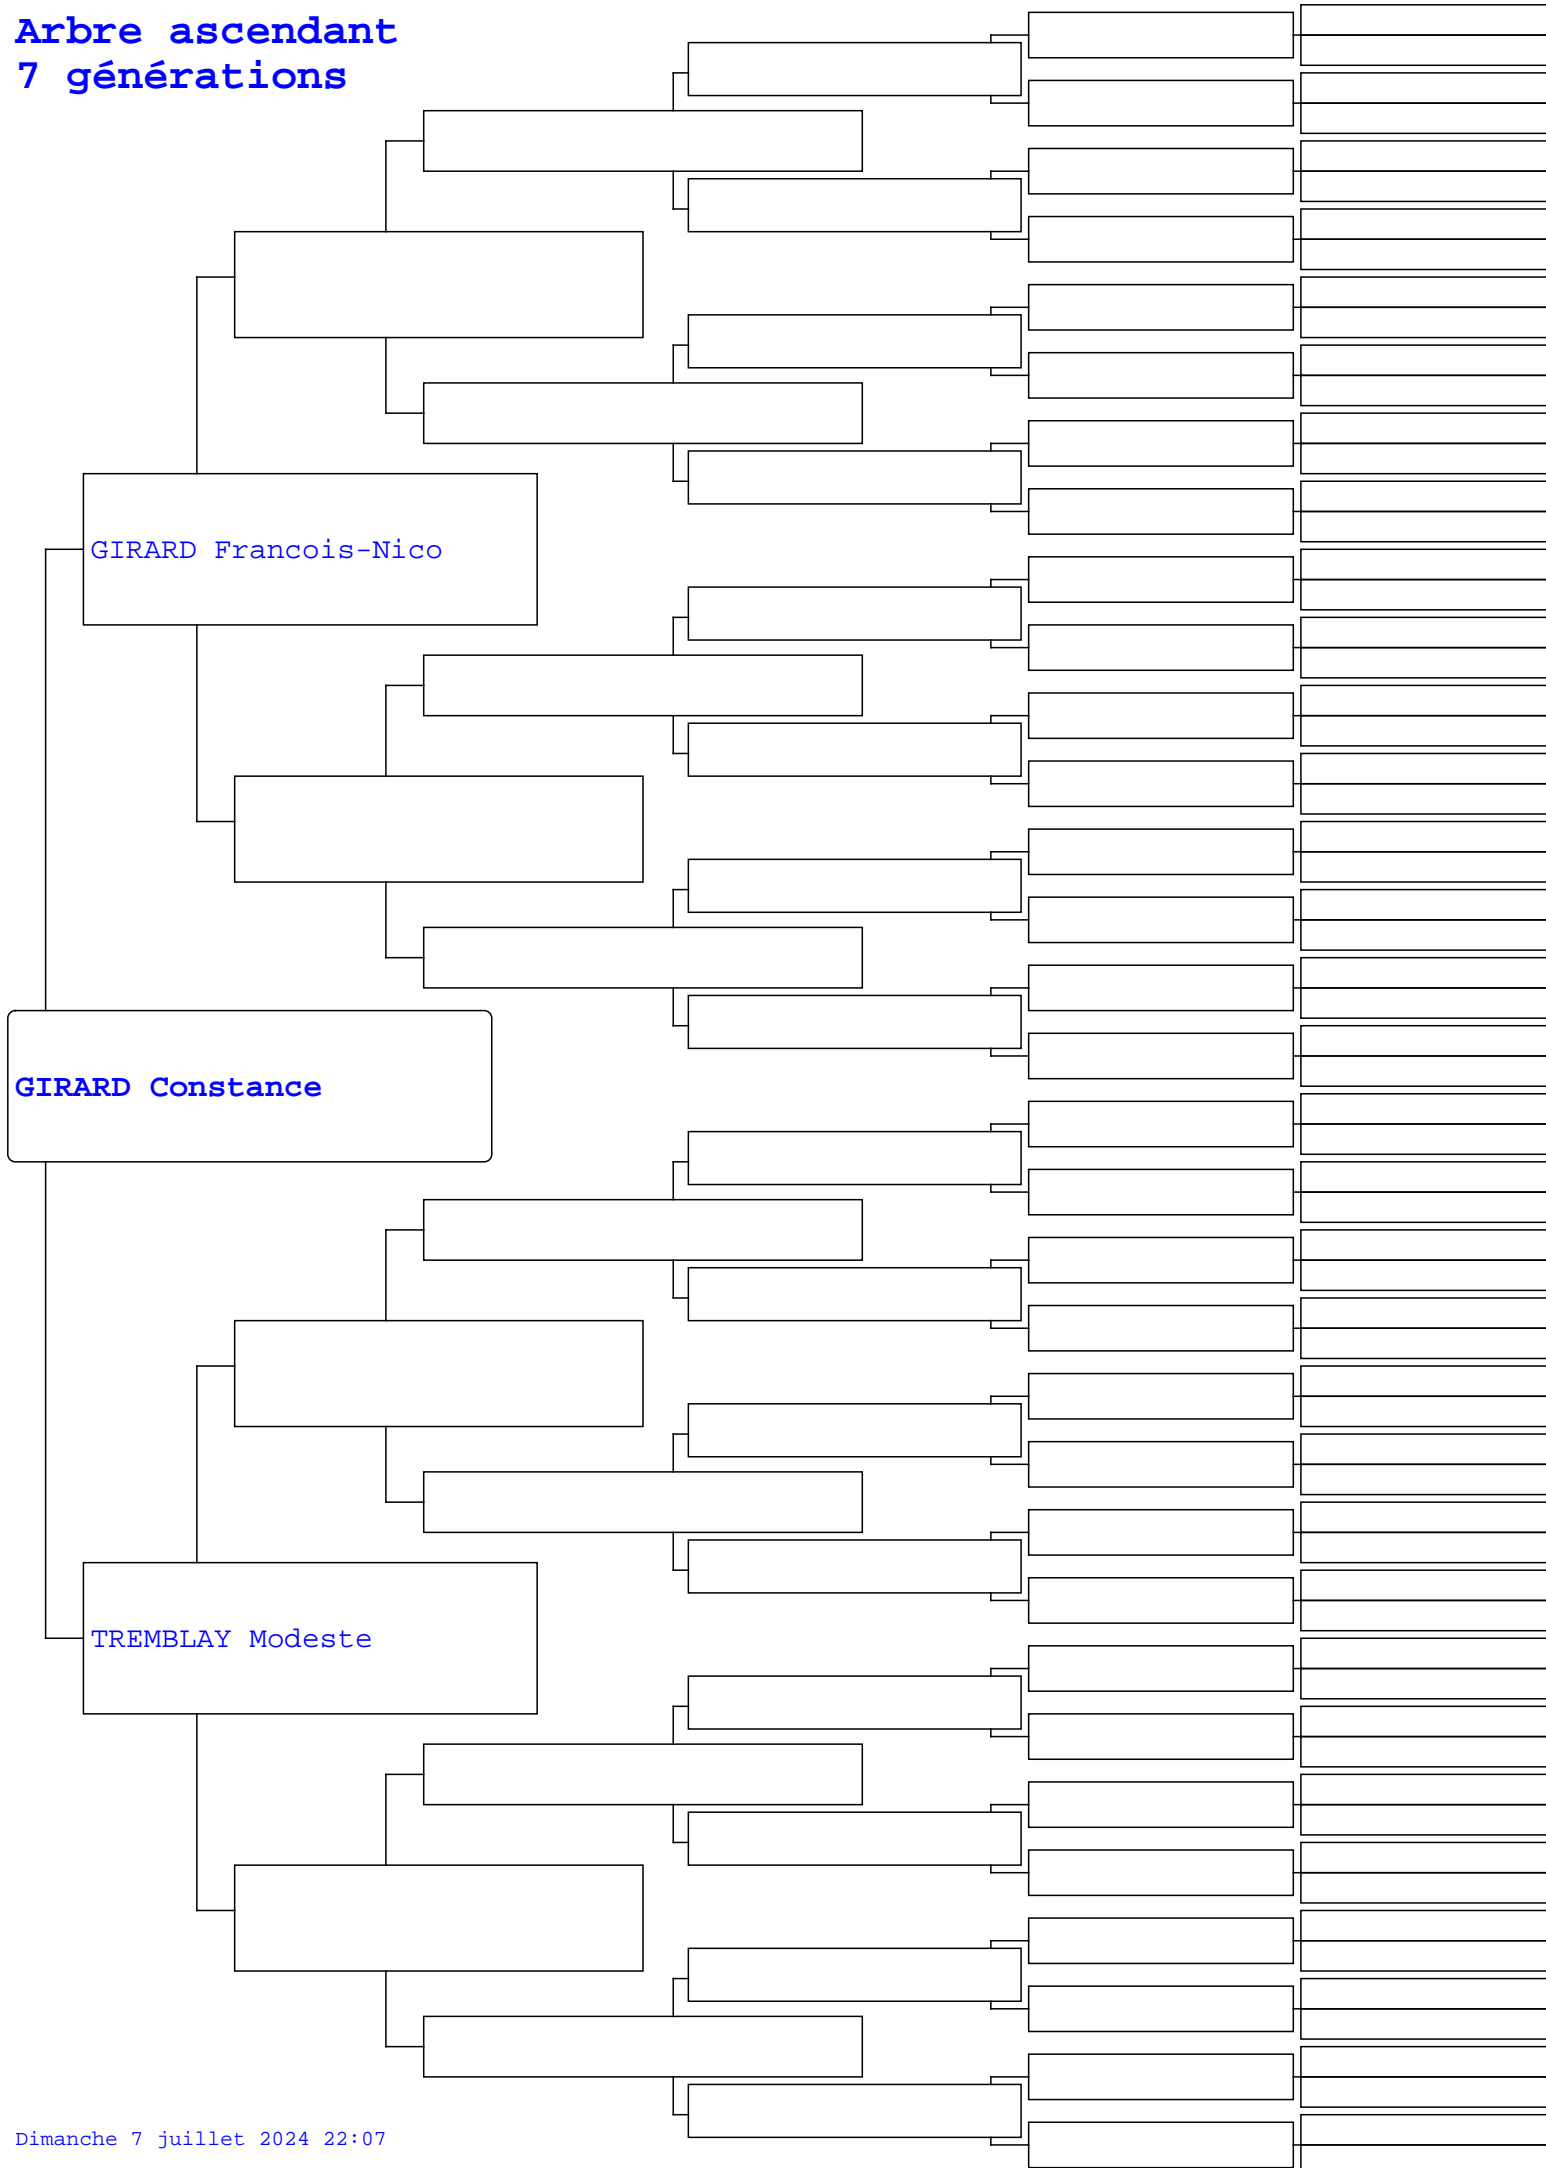 Arbre ascendant
7 générations
GIRARD Francois-Nico
GIRARD Constance
TREMBLAY Modeste
Dimanche 7 juillet 2024 22:07